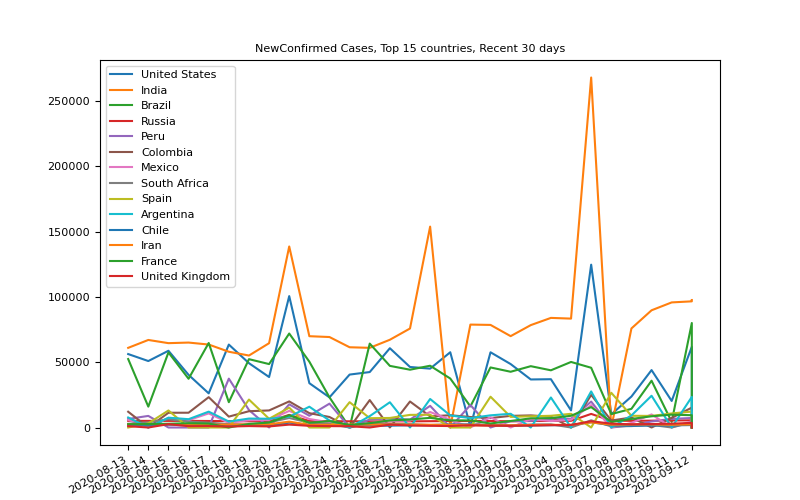 NewConfirmed Cases, Top 15 countries, Recent 30 days
United States
India
Brazil
Russia
Peru
Colombia
Mexico
South Africa
Spain
Argentina
Chile
Iran
France
United Kingdom
250000
200000
150000
100000
50000
0
2020-08-13
2020-08-14
2020-08-15
2020-08-16
2020-08-17
2020-08-18
2020-08-19
2020-08-20
2020-08-22
2020-08-23
2020-08-24
2020-08-25
2020-08-26
2020-08-27
2020-08-28
2020-08-29
2020-08-30
2020-08-31
2020-09-01
2020-09-02
2020-09-03
2020-09-04
2020-09-05
2020-09-07
2020-09-08
2020-09-09
2020-09-10
2020-09-11
2020-09-12